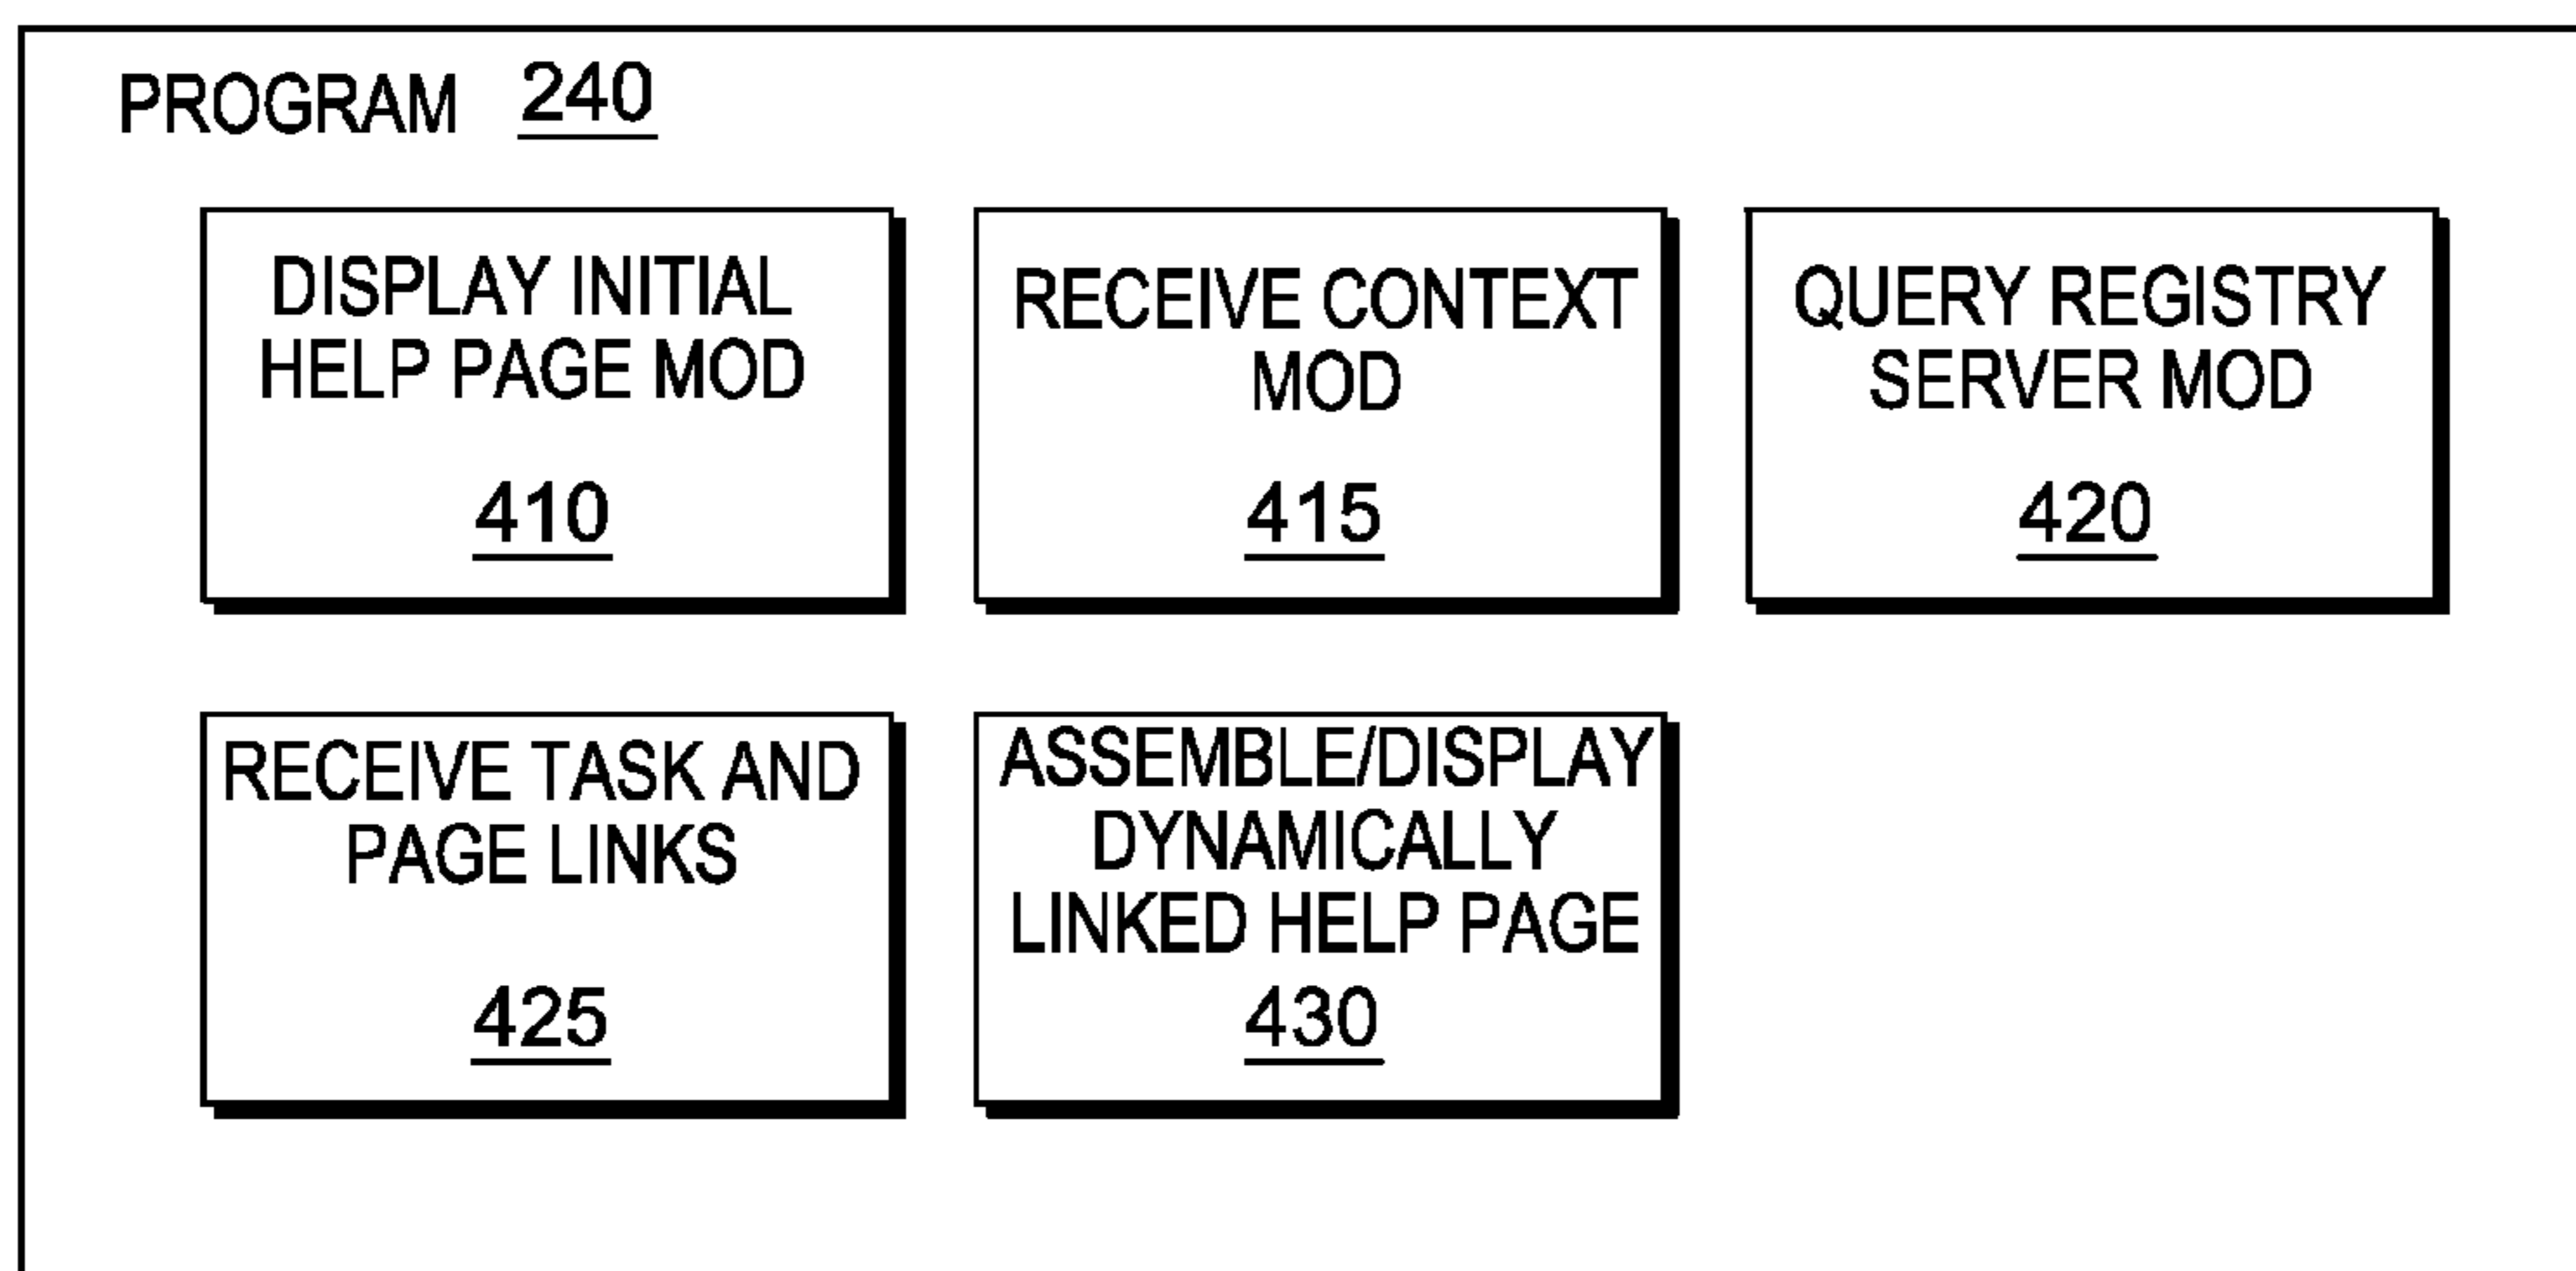 PROGRAM 240
DISPLAY INITIAL
HELP PAGE MOD
410
RECEIVE CONTEXT
MOD
415
QUERY REGISTRY
SERVER MOD
420
RECEIVE TASK AND
PAGE LINKS
425
ASSEMBLE/DISPLAY
DYNAMICALLY
LINKED HELP PAGE
430